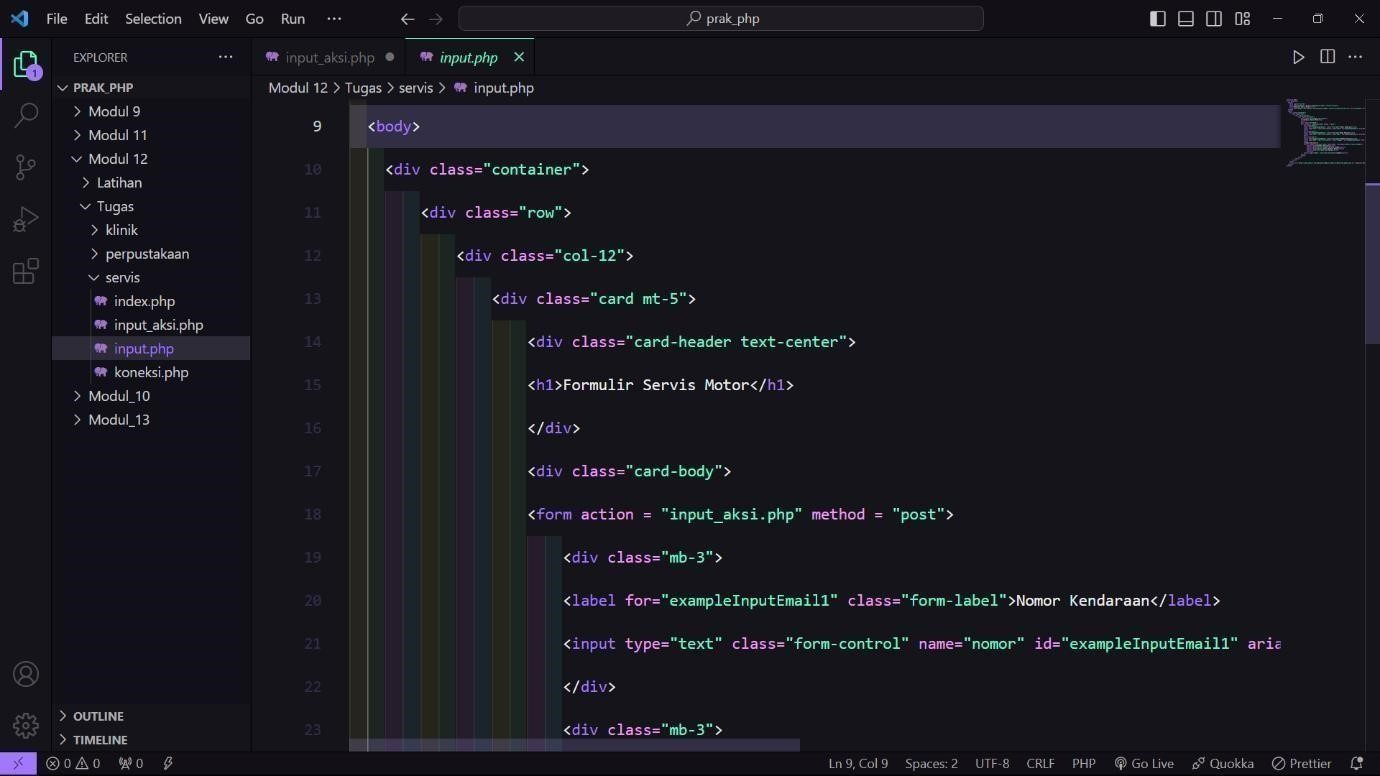 File Edit Selection View Go Run ··· prak_php
EXPLORER ···
input_aksi.php input.php
PRAK_PHP
Modul 12 > Tugas > servis > input.php
Modul 9
Modul 11
Modul 12
Latihan
Tugas
klinik
perpustakaan
servis
index.php
input_aksi.php
input.php
koneksi.php
Modul_10
Modul_13
OUTLINE
TIMELINE
1
9 <body>
10 <div class="container">
11 <div class="row">
12 <div class="col-12">
13 <div class="card mt-5">
14 <div class="card-header text-center">
15 <h1>Formulir Servis Motor</h1>
16 </div>
17 <div class="card-body">
18 <form action = "input_aksi.php" method = "post">
19 <div class="mb-3">
20 <label for="exampleInputEmail1" class="form-label">Nomor Kendaraan</label>
21 <input type="text" class="form-control" name="nomor" id="exampleInputEmail1" aria
22 </div>
23 <div class="mb-3">
0 0 0 Ln 9, Col 9 Spaces: 2 UTF-8 CRLF PHP Go Live Quokka Prettier